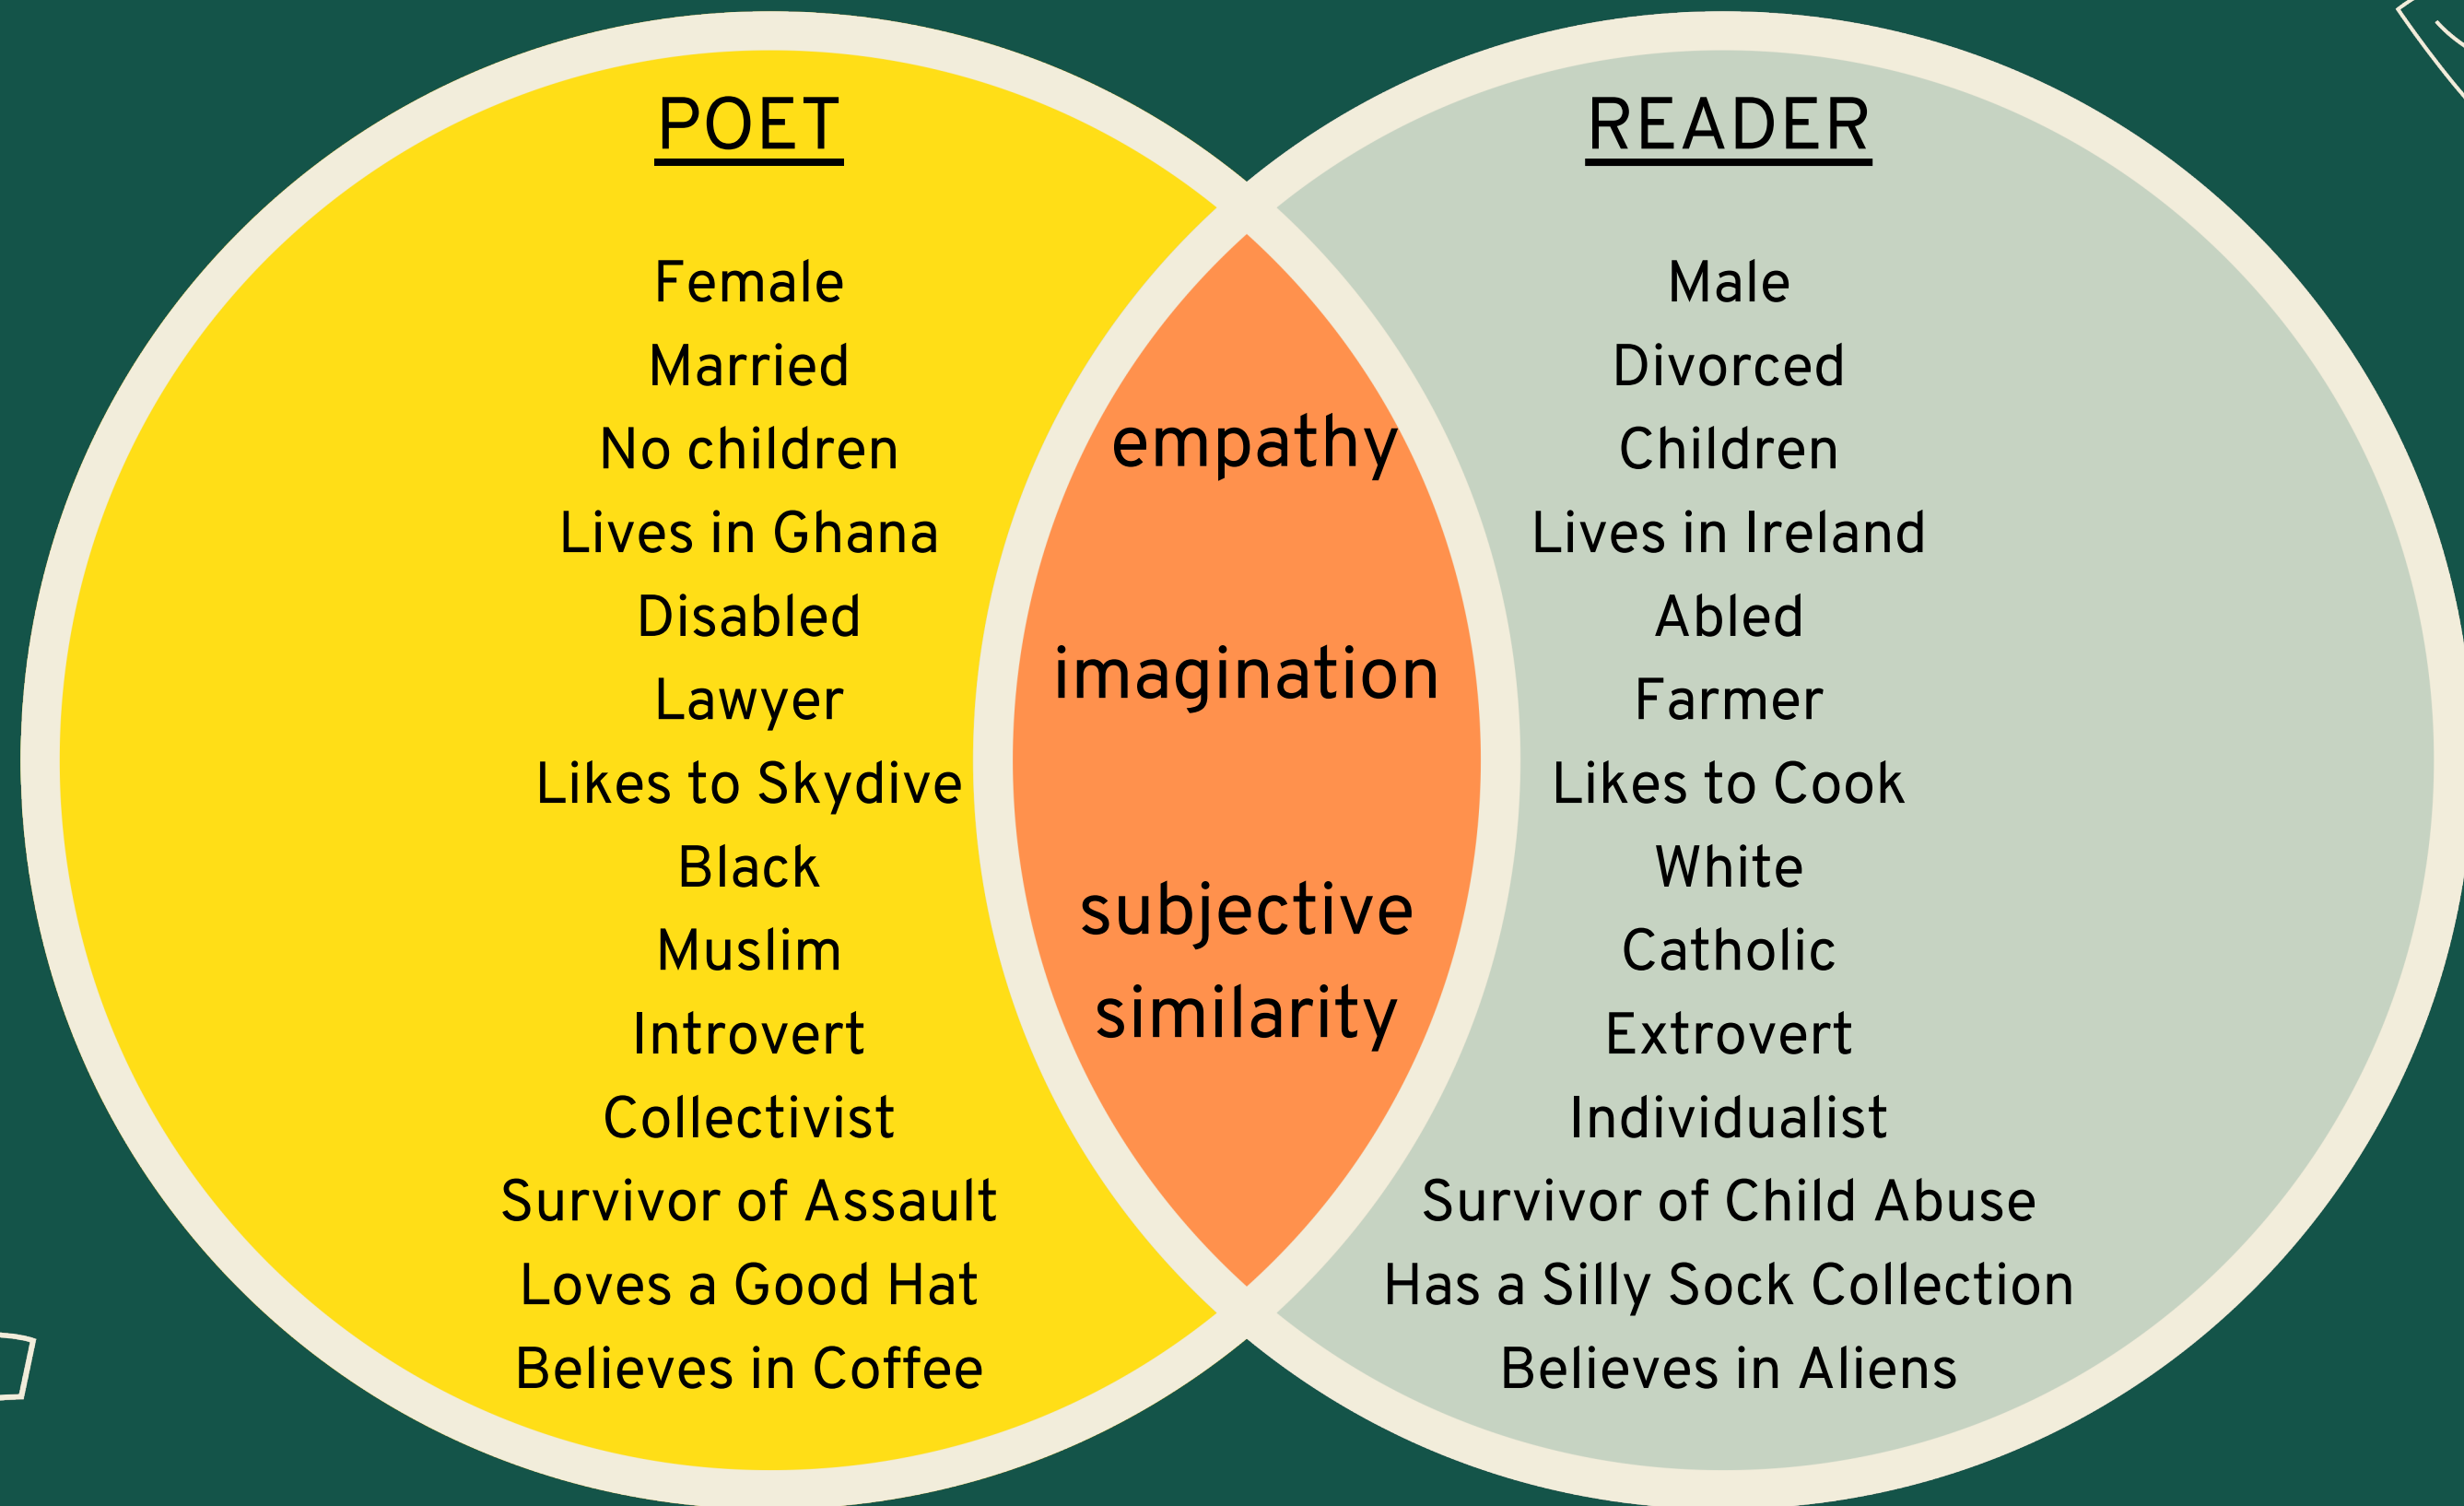 POET
Female
Married
No children
Lives in Ghana
Disabled
Lawyer
Likes to Skydive
Black
Muslim
Introvert
Collectivist
Survivor of Assault
Loves a Good Hat
Believes in Coffee
empathy
imagination
subjective
similarity
READER
Male
Divorced
Children
Lives in Ireland
Abled
Farmer
Likes to Cook
White
Catholic
Extrovert
Individualist
Survivor of Child Abuse
Has a Silly Sock Collection
Believes in Aliens